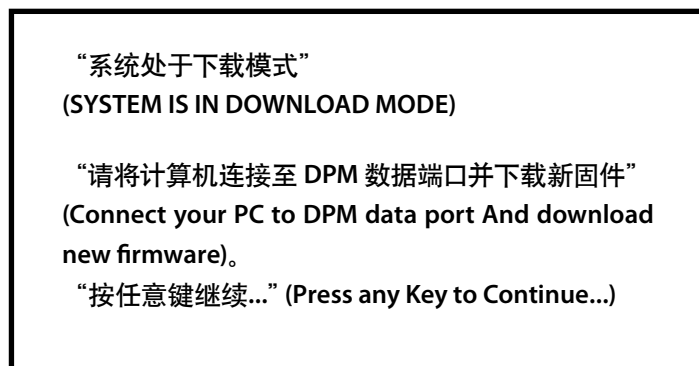 “系统处于下载模式”
(SYSTEM IS IN DOWNLOAD MODE)
“请将计算机连接至 DPM 数据端口并下载新固件”
(Connect your PC to DPM data port And download
new firmware)。
“按任意键继续...” (Press any Key to Continue...)